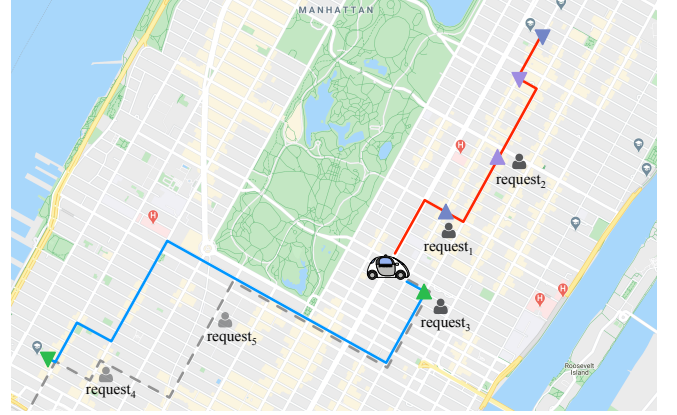 MANHATTAN
H
request₂
H
request₁
H
H
request₃
request₅
Roosevelt
Island
request₄